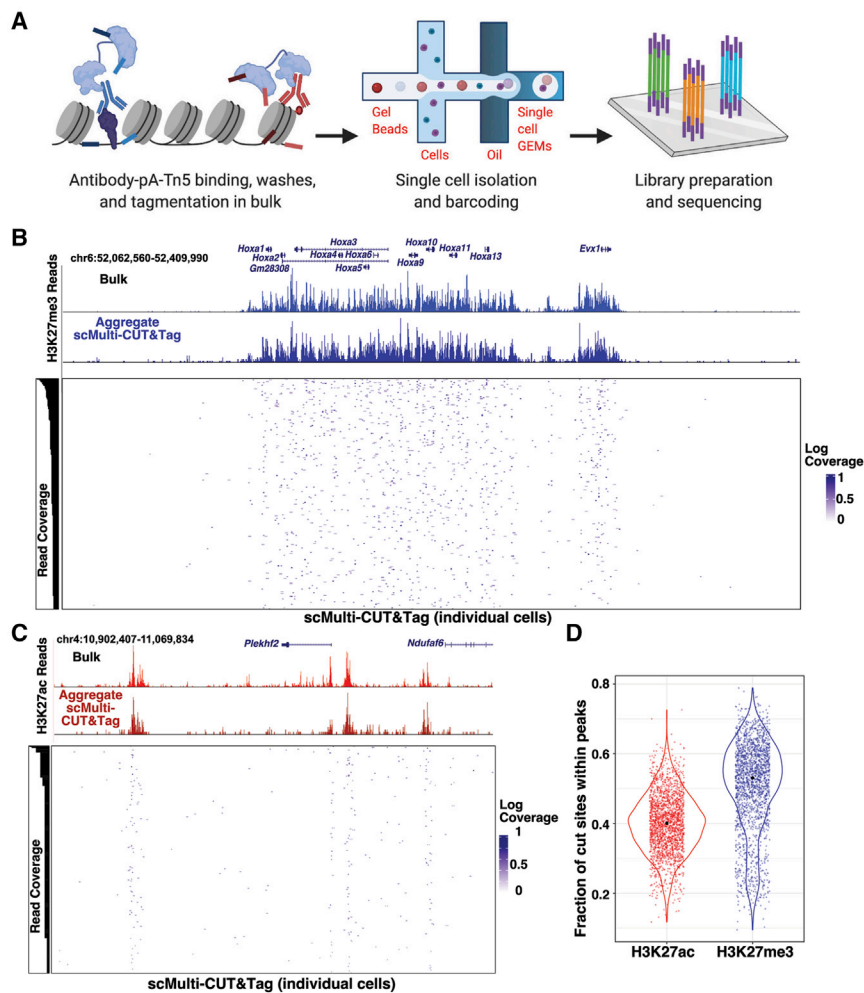 A
Gel
Beads
Cells
Oil
Single
cell
GEMs
Antibody-pA-Tn5 binding, washes,
and tagmentation in bulk
Single cell isolation
and barcoding
Library preparation
and sequencing
B
chr6:52,062,560-52,409,990
Hoxa1
Hoxa2
Gm28308
Hoxa3
Hoxa4
Hoxa6
Hoxa5
Hoxa10
Hoxa9
Hoxa11
Hoxa13
Evx1
H3K27me3 Reads
Bulk
Aggregate
scMulti-CUT&Tag
Read Coverage
Log
Coverage
1
0.5
0
scMulti-CUT&Tag (individual cells)
C
chr4:10,902,407-11,069,834
Plekhf2
Ndufaf6
H3K27ac Reads
Bulk
Aggregate
scMulti-
CUT&Tag
Read Coverage
Log
Coverage
1
0.5
0
scMulti-CUT&Tag (individual cells)
D
Fraction of cut sites within peaks
0.8
0.6
0.4
0.2
H3K27ac
H3K27me3